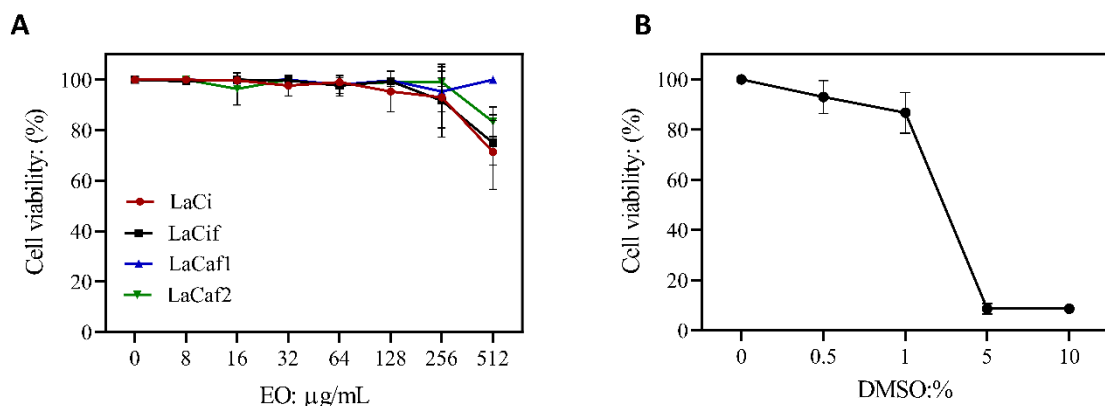 A
Cell viability: (%)
100
80
60
40
20
0
LaCi
LaCif
LaCaf1
LaCaf2
0 8 16 32 64 128 256 512
EO: µg/mL
B
Cell viability: (%)
100
80
60
40
20
0
0 0.5 1 5 10
DMSO:%